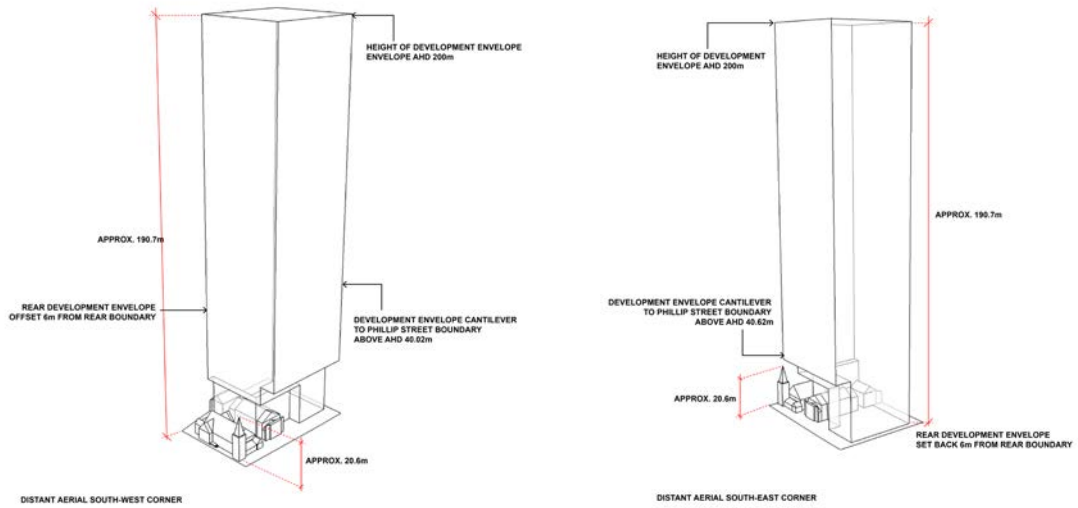 HEIGHT OF DEVELOPMENT ENVELOPE
ENVELOPE AHD 200m
APPROX. 190.7m
REAR DEVELOPMENT ENVELOPE
OFFSET 6m FROM REAR BOUNDARY
DEVELOPMENT ENVELOPE CANTILEVER
TO PHILLIP STREET BOUNDARY
ABOVE AHD 40.02m
APPROX. 20.6m
DISTANT AERIAL SOUTH-WEST CORNER
HEIGHT OF DEVELOPMENT
ENVELOPE AHD 200m
APPROX. 190.7m
DEVELOPMENT ENVELOPE CANTILEVER
TO PHILLIP STREET BOUNDARY
ABOVE AHD 40.62m
APPROX. 20.6m
REAR DEVELOPMENT ENVELOPE
SET BACK 6m FROM REAR BOUNDARY
DISTANT AERIAL SOUTH-EAST CORNER